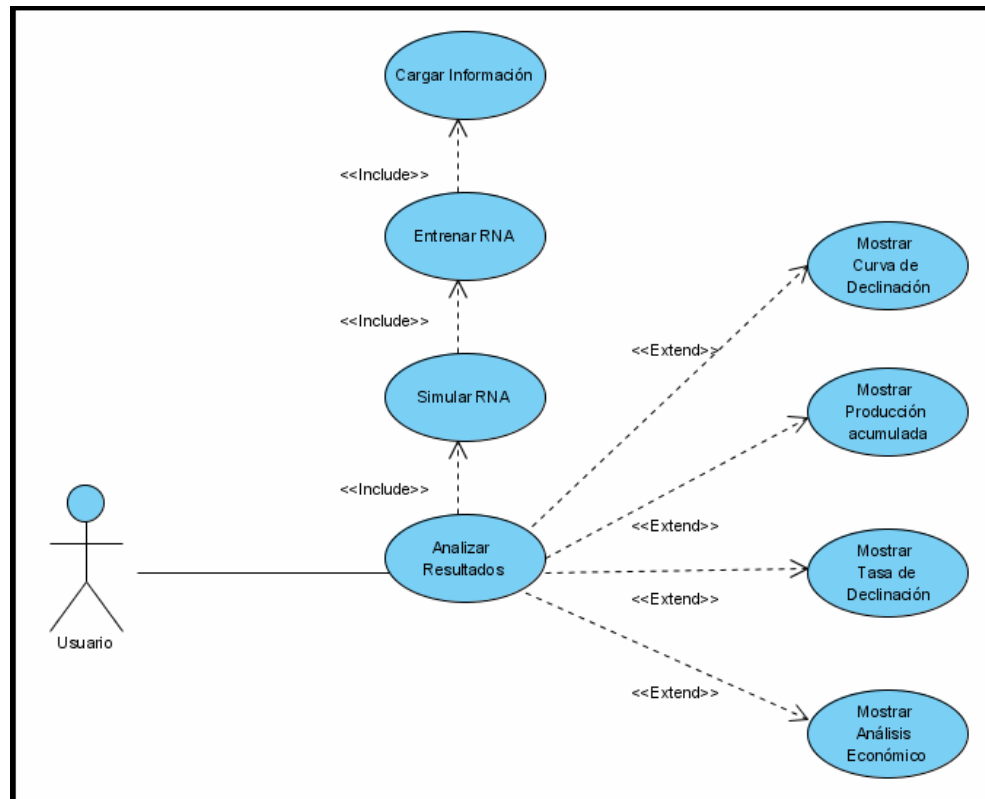 Cargar Información
<<Include>>
Entrenar RNA
<<Include>>
Simular RNA
<<Include>>
Analizar
Resultados
Usuario
<<Extend>>
Mostrar
Curva de
Declinación
<<Extend>>
Mostrar
Producción
acumulada
<<Extend>>
Mostrar
Tasa de
Declinación
<<Extend>>
Mostrar
Análisis
Económico